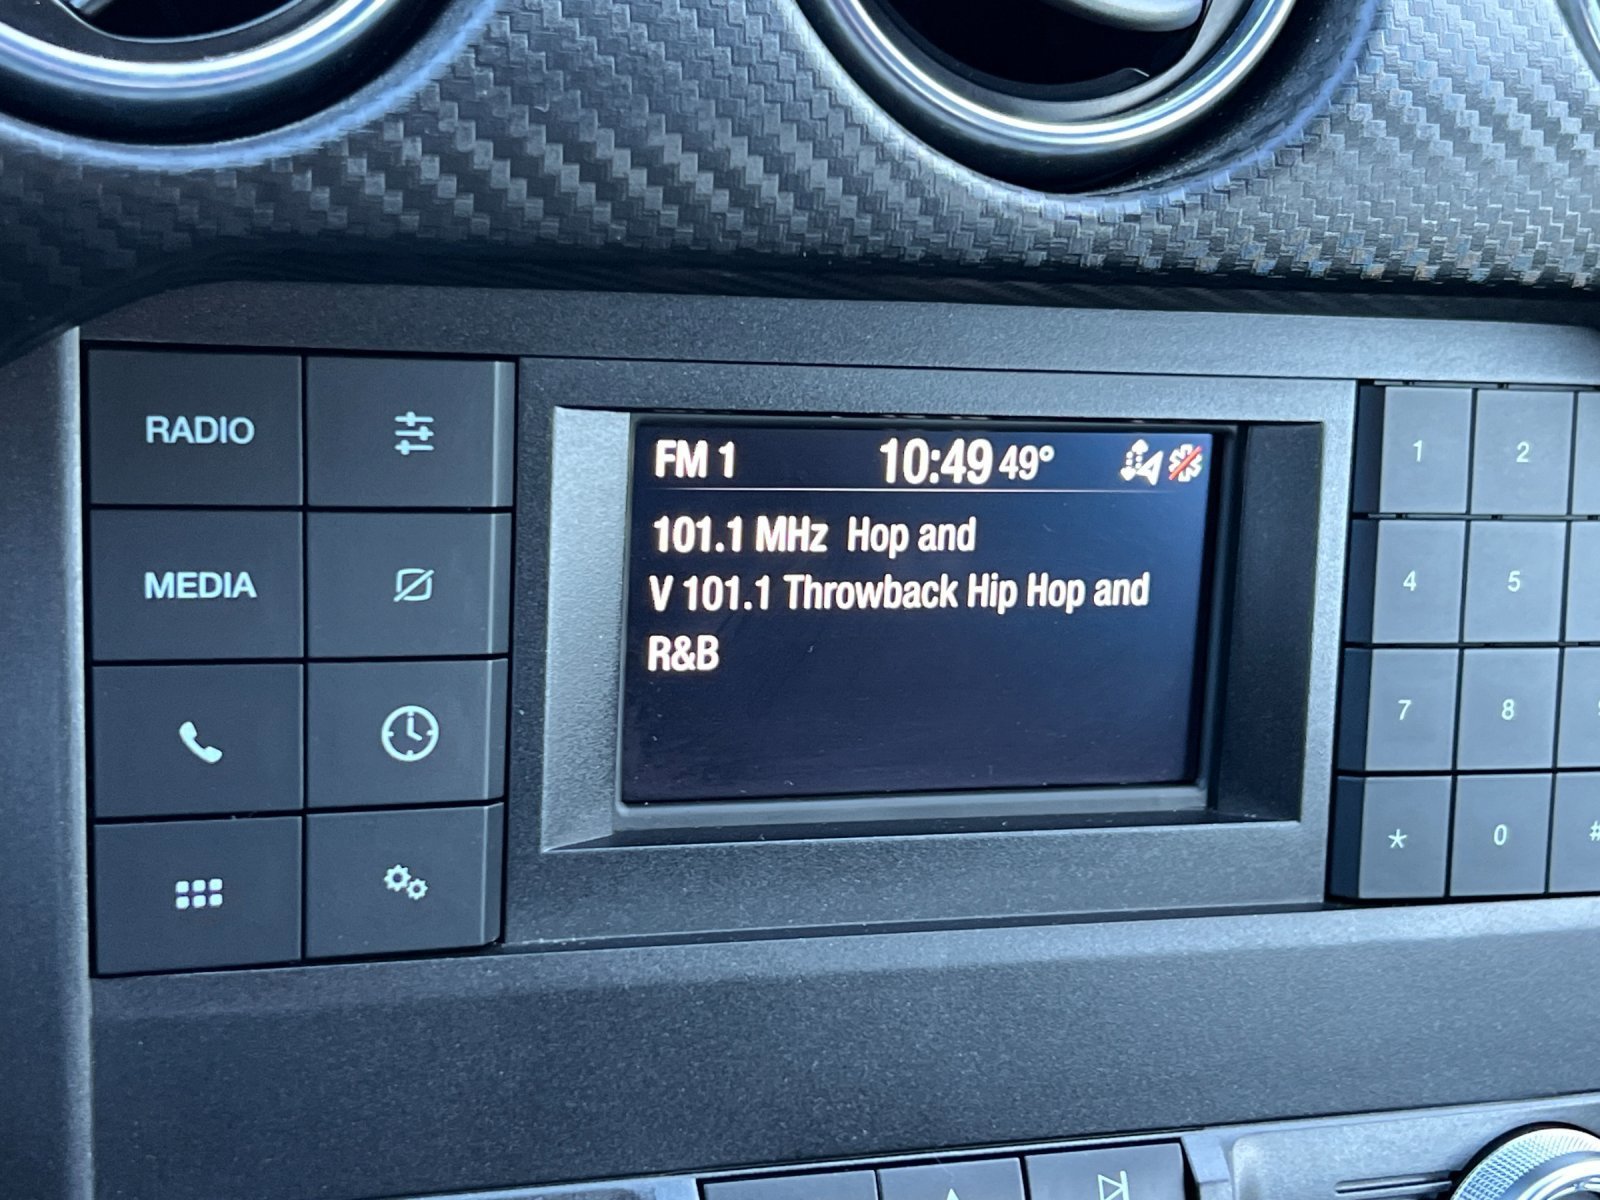 RADIO
MEDIA
FM 1 10:49 49°
101.1 MHz Hop and
V 101.1 Throwback Hip Hop and
R&B
1 2
4 5
7 8
* 0 #